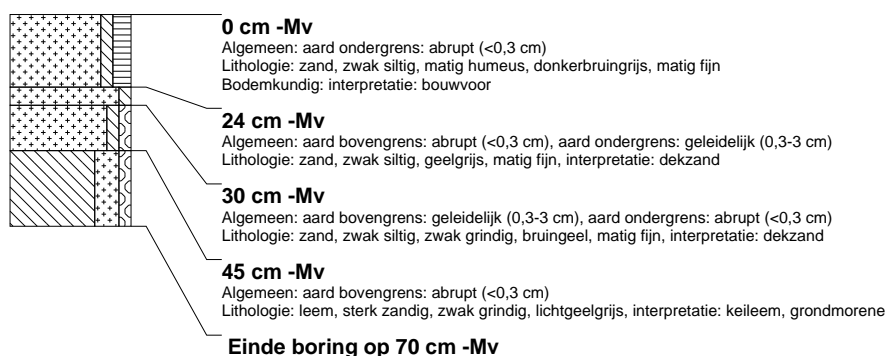 0 cm -Mv
Algemeen: aard ondergrens: abrupt (<0,3 cm)
Lithologie: zand, zwak siltig, matig humeus, donkerbruingrijs, matig fijn
Bodemkundig: interpretatie: bouwvoor
24 cm -Mv
Algemeen: aard bovengrens: abrupt (<0,3 cm), aard ondergrens: geleidelijk (0,3-3 cm)
Lithologie: zand, zwak siltig, geelgrijs, matig fijn, interpretatie: dekzand
30 cm -Mv
Algemeen: aard bovengrens: geleidelijk (0,3-3 cm), aard ondergrens: abrupt (<0,3 cm)
Lithologie: zand, zwak siltig, zwak grindig, bruingeel, matig fijn, interpretatie: dekzand
45 cm -Mv
Algemeen: aard bovengrens: abrupt (<0,3 cm)
Lithologie: leem, sterk zandig, zwak grindig, lichtgeelgrijs, interpretatie: keileem, grondmorene
Einde boring op 70 cm -Mv